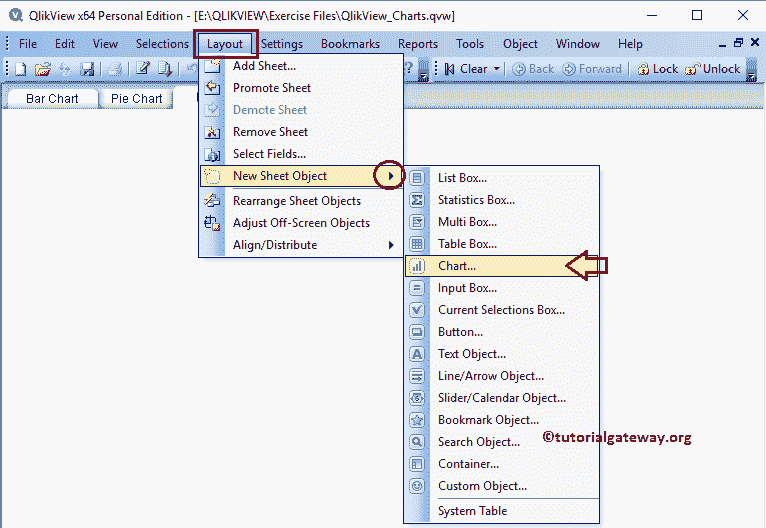 QlikView x64 Personal Edition - [E:\QLIKVIEW\Exercise Files\QlikView_Charts.qvw]
File Edit View Selections Layout Settings Bookmarks Reports Tools Object Window Help
? Clear Back Forward Lock Unlock
Bar Chart Pie Chart
Add Sheet...
Promote Sheet
Demote Sheet
Remove Sheet
Select Fields...
New Sheet Object
Rearrange Sheet Objects
Adjust Off-Screen Objects
Align/Distribute
List Box...
Statistics Box...
Multi Box...
Table Box...
Chart...
Input Box...
Current Selections Box...
Button...
Text Object...
Line/Arrow Object...
Slider/Calendar Object...
Bookmark Object...
Search Object...
Container...
Custom Object...
System Table
©tutorialgateway.org